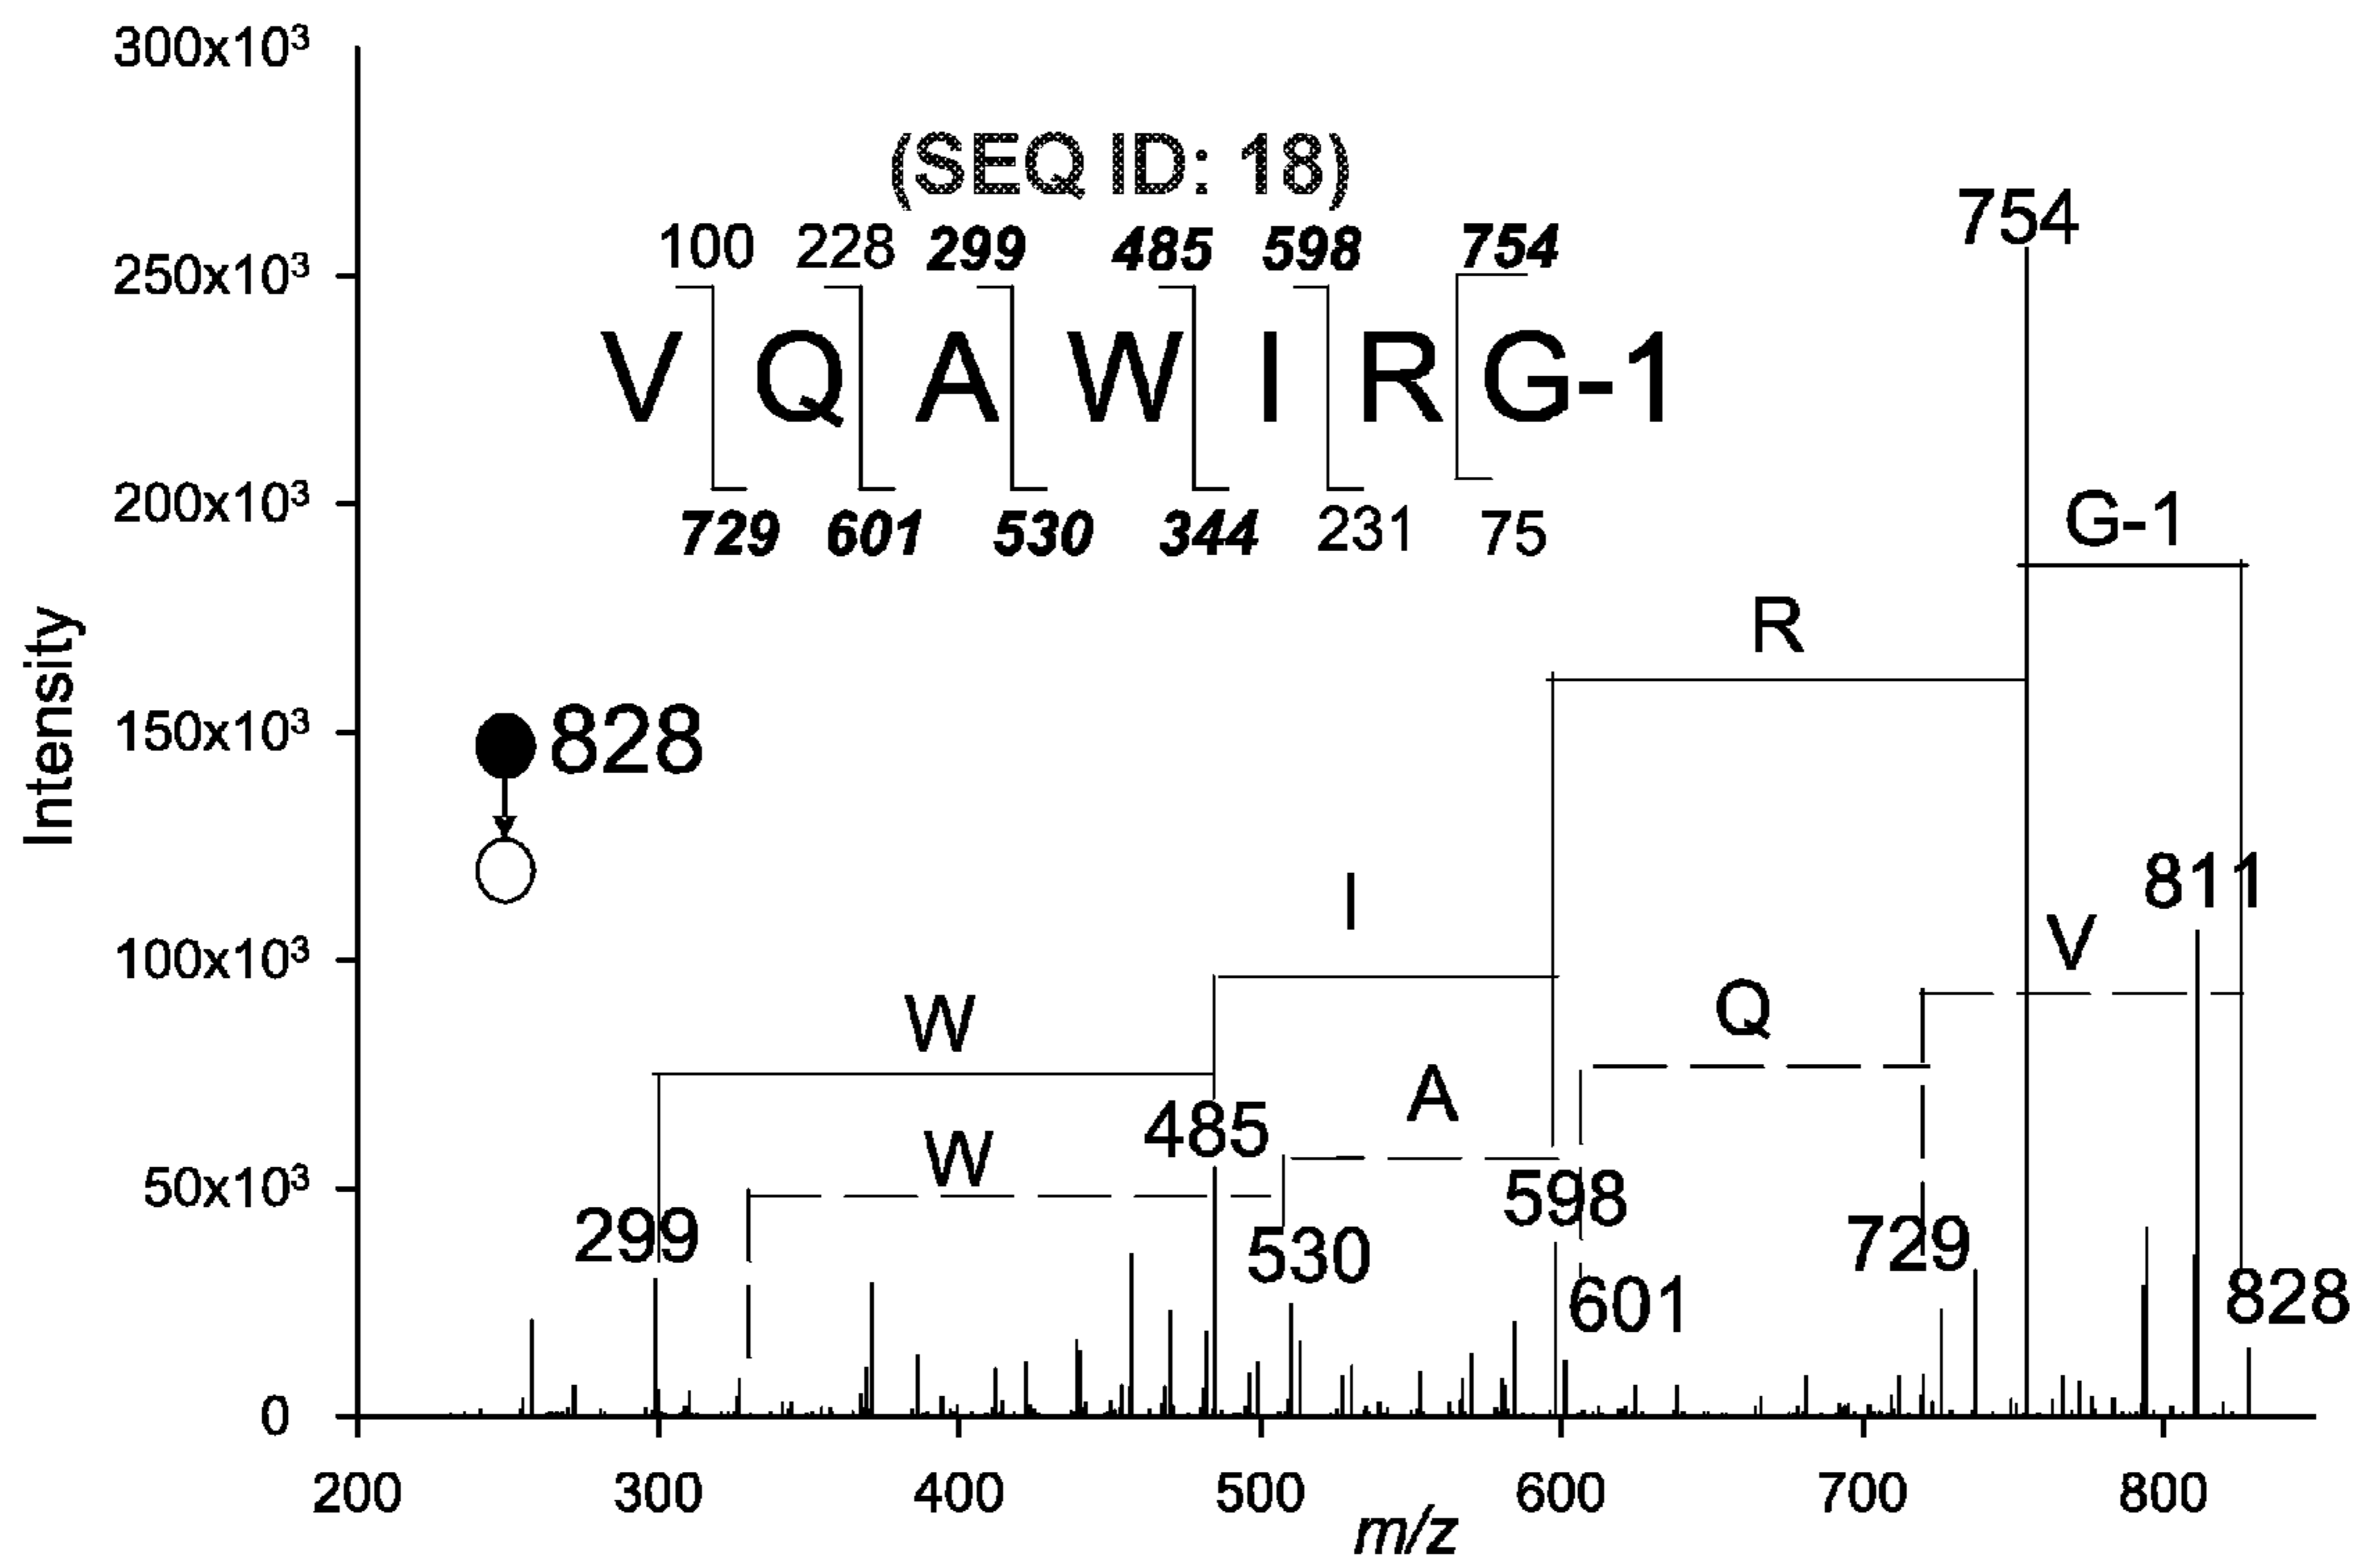 300x10³
(SEQ ID: 18)
100 228 299 485 598 754
754
250x10³
V Q A W I R G-1
200x10³
G-1
729 601 530 344 231 75
R
150x10³
828
Intensity
I
811
100x10³
V
W
Q
A
485
W
50x10³
299
530
598
729
601
828
0
200 300 400 500 600 700 800
m/z